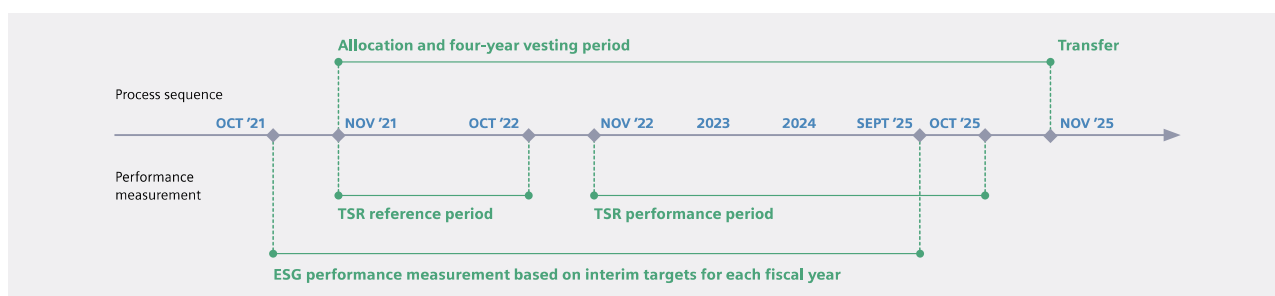 Allocation and four-year vesting period
Transfer
Process sequence
OCT ’21
NOV ’21
OCT ’22
NOV ’22
2023
2024
SEPT ’25
OCT ’25
NOV ’25
Performance
measurement
TSR reference period
TSR performance period
ESG performance measurement based on interim targets for each fiscal year